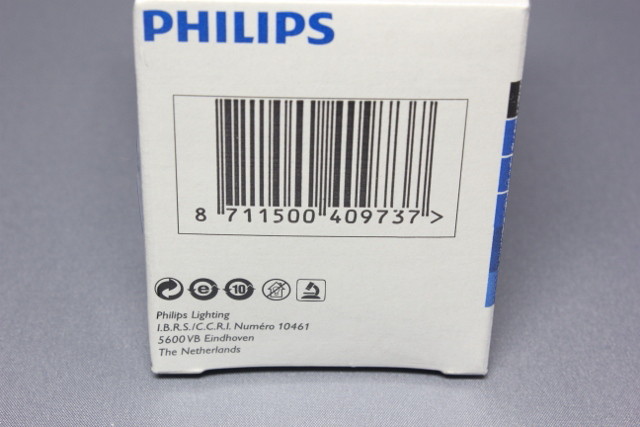 PHILIPS
8 711500 409737 >
e 10
Philips Lighting
I.B.R.S./C.C.R.I. Numéro 10461
5600 VB Eindhoven
The Netherlands